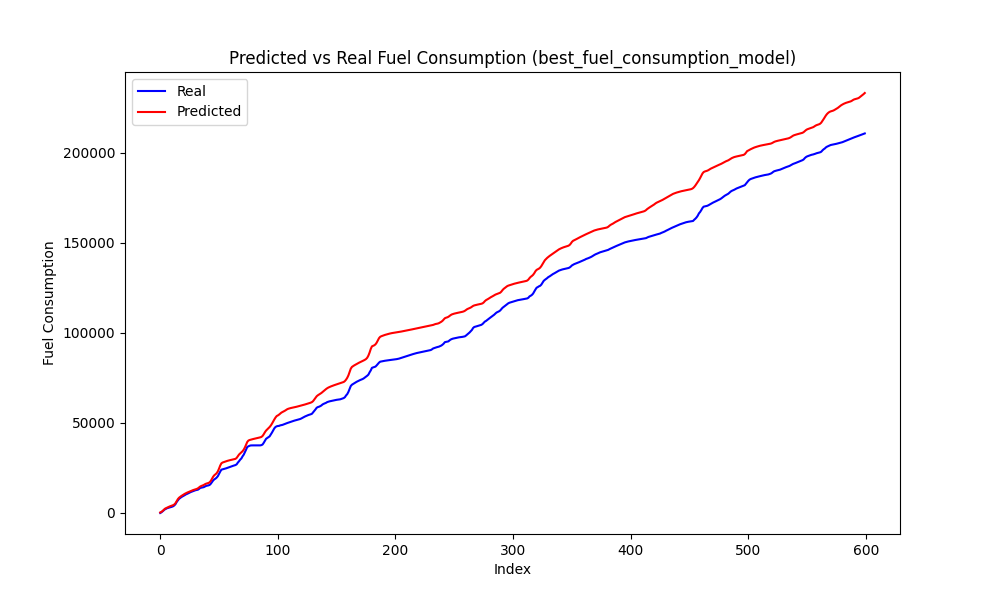 Predicted vs Real Fuel Consumption (best_fuel_consumption_model)
Real
Predicted
200000
150000
100000
50000
0
Fuel Consumption
0 100 200 300 400 500 600
Index